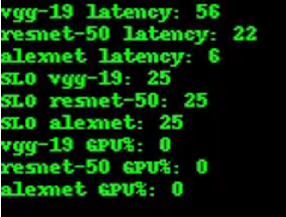 vgg-19 latency: 56
resnet-50 latency: 22
alexnet latency: 6
SLO vgg-19: 25
SLO resnet-50: 25
SLO alexnet: 25
vgg-19 GPU%: 0
resnet-50 GPU%: 0
alexnet GPU%: 0